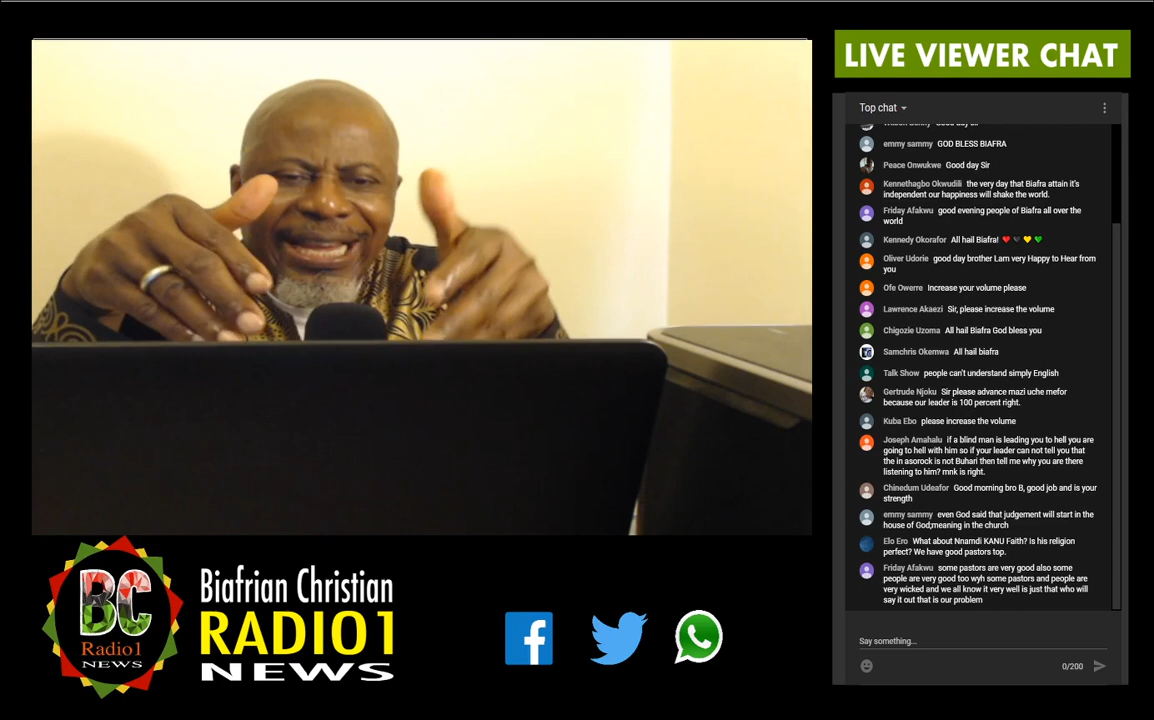 LIVE VIEWER CHAT
Top chat
emmy sammy GOD BLESS BIAFRA
Peace Onwukwe Good day Sir
Kennethagbo Okwudili the very day that Biafra attain it's
independent our happiness will shake the world.
Friday Afakwu good evening people of Biafra all over the
world
Kennedy Okorafor All hail Biafra! ❤️🖤💛💚
Oliver Udorie good day brother Lam very Happy to Hear from
you
Ofe Owerre Increase your volume please
Lawrence Akaezi Sir, please increase the volume
Chigozie Uzoma All hail Biafra God bless you
Samchris Okemwa All hail biafra
Talk Show people can't understand simply English
Gertrude Njoku Sir please advance mazi uche mefor
because our leader is 100 percent right.
Kuba Ebo please increase the volume
Joseph Amahalu if a blind man is leading you to hell you are
going to hell with him so if your leader can not tell you that
the in asorock is not Buhari then tell me why you are there
listening to him? mnk is right.
Chinedum Udeafor Good morning bro B, good job and is your
strength
emmy sammy even God said that judgement will start in the
house of God;meaning in the church
Elo Ero What about Nnamdi KANU Faith? Is his religion
perfect? We have good pastors top.
Friday Afakwu some pastors are very good also some
people are very good too wyh some pastors and people are
very wicked and we all know it very well is just that who will
say it out that is our problem
Say something...
0/200
BC
Radio1
NEWS
Biafrian Christian
RADIO1
NEWS